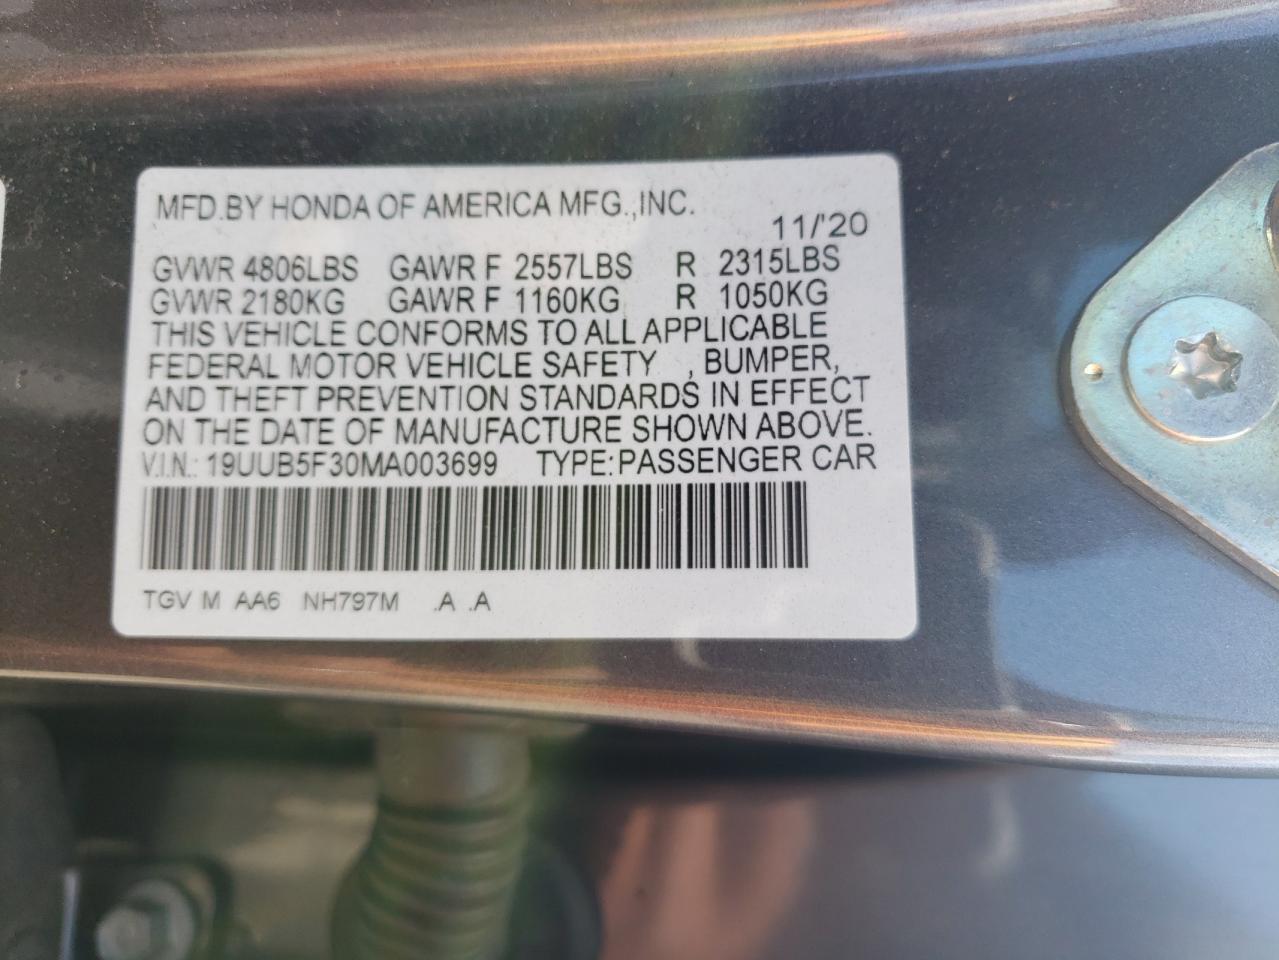 MFD.BY HONDA OF AMERICA MFG.,INC.
11/'20
GVWR 4806LBS GAWR F 2557LBS R 2315LBS
GVWR 2180KG GAWR F 1160KG R 1050KG
THIS VEHICLE CONFORMS TO ALL APPLICABLE
FEDERAL MOTOR VEHICLE SAFETY , BUMPER,
AND THEFT PREVENTION STANDARDS IN EFFECT
ON THE DATE OF MANUFACTURE SHOWN ABOVE.
V.I.N.: 19UUB5F30MA003699 TYPE:PASSENGER CAR
TGV M AA6 NH797M .A .A